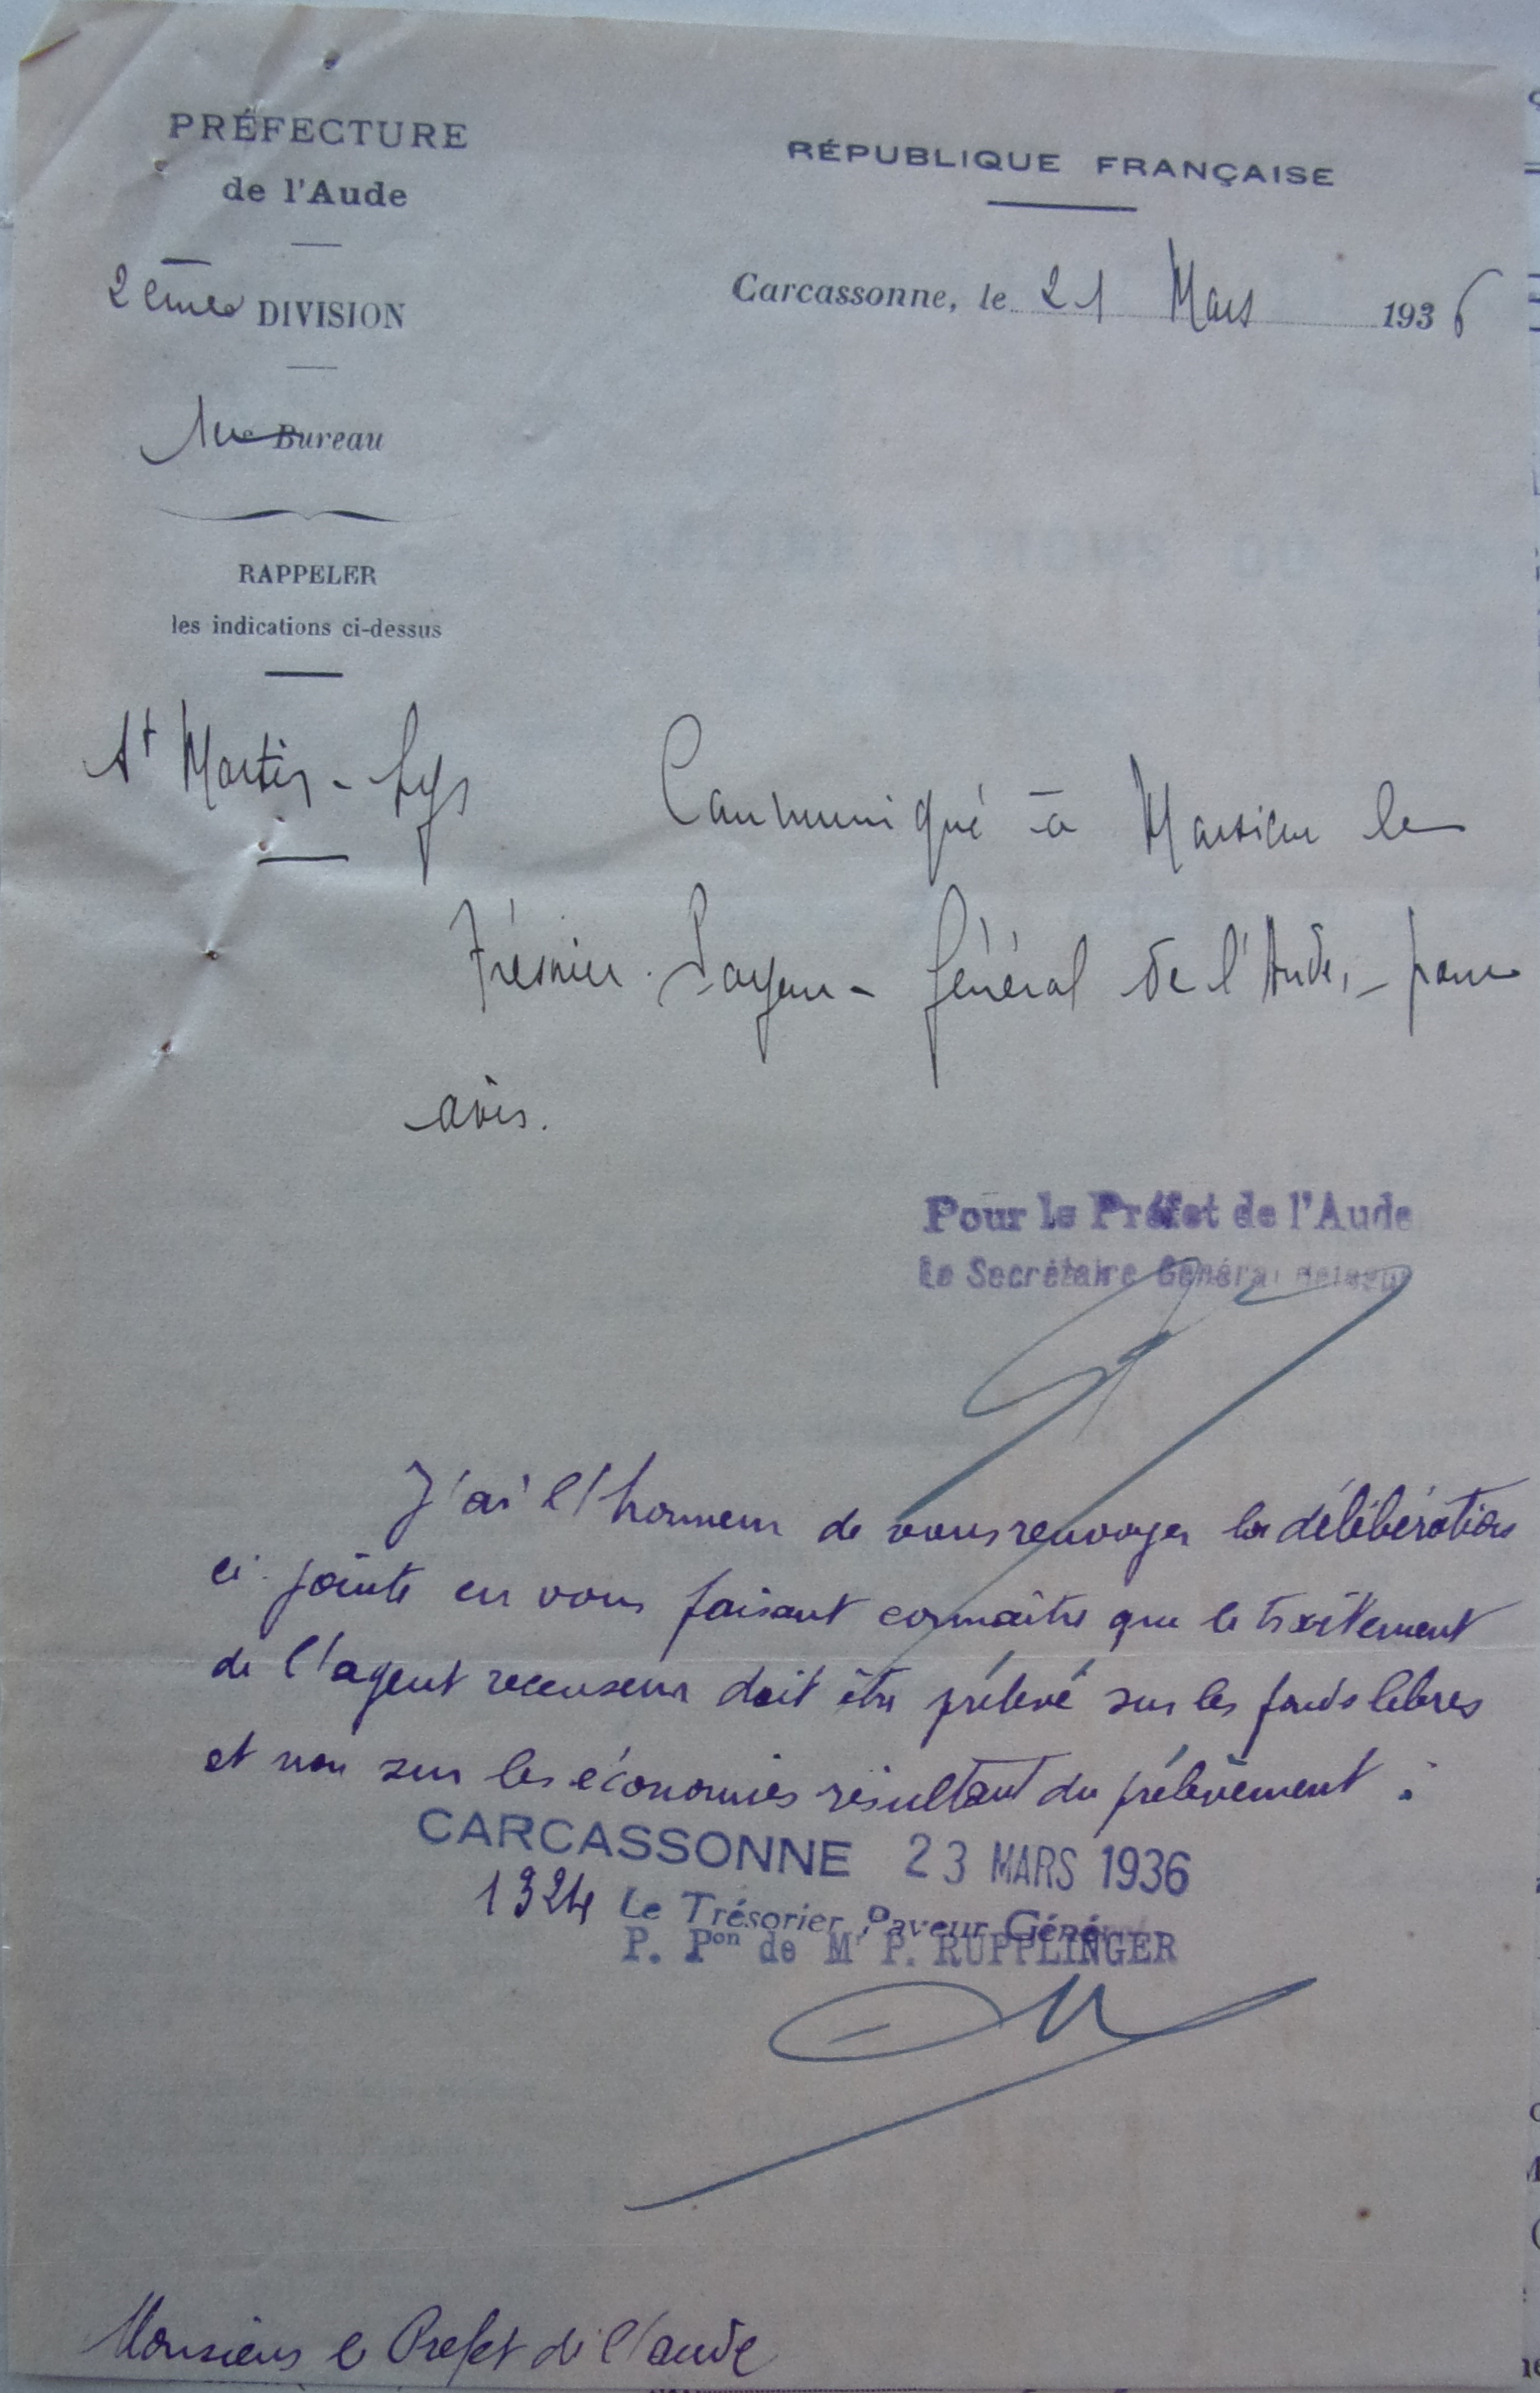 PRÉFECTURE
de l'Aude
RÉPUBLIQUE FRANÇAISE
2ème DIVISION
Carcassonne, le 21 Mars 1936
1er Bureau
RAPPELER
les indications ci-dessus
St Martin-Lys
Communiqué à Monsieur le
Trésorier-Payeur-Général de l'Aude, - pour
avis.
Pour le Préfet de l'Aude
Le Secrétaire Général délégué
J'ai l'honneur de vous renvoyer la délibération
ci-jointe en vous faisant connaître que le traitement
de l'agent recenseur doit être prélevé sur les fonds libres
et non sur les économies résultant du prélèvement.
CARCASSONNE 23 MARS 1936
1324 Le Trésorier Payeur Général
P. Pon de Mr P. RUPPLINGER
Monsieur le Préfet de l'Aude